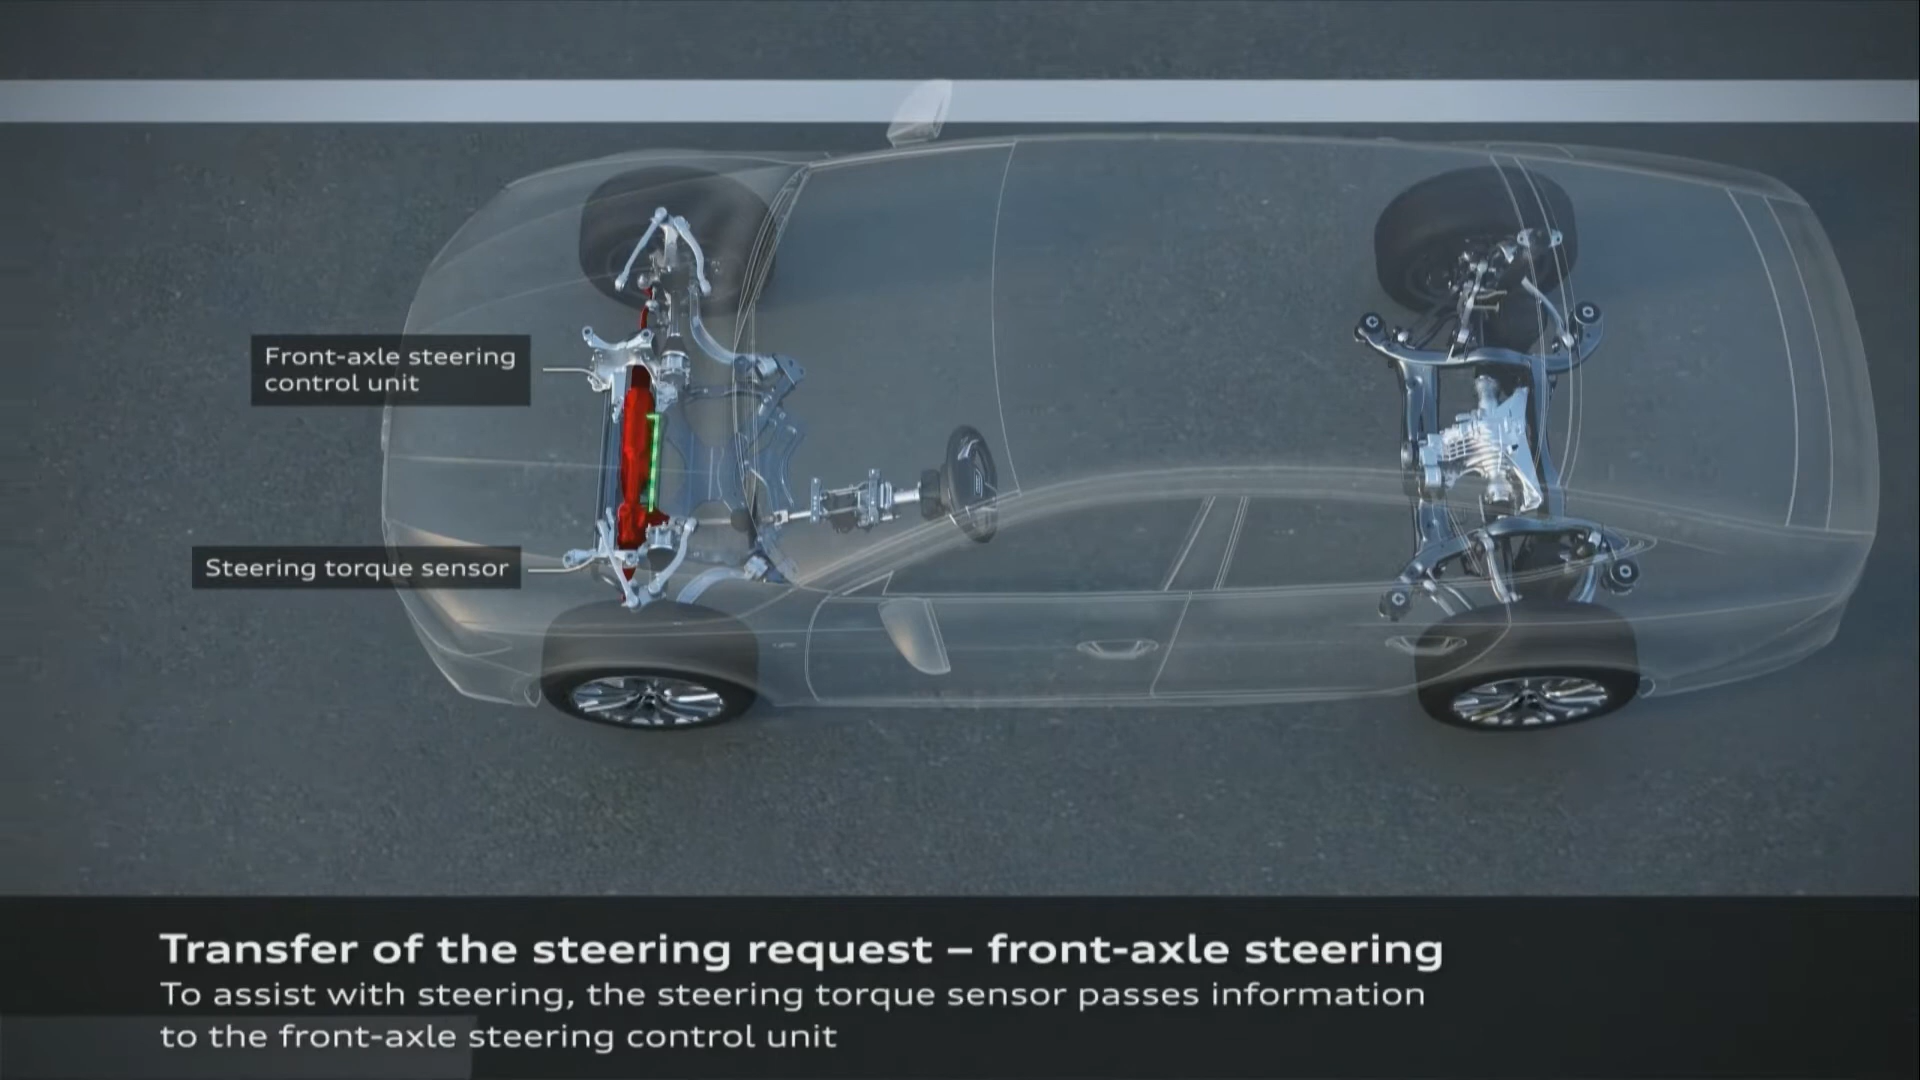 Front-axle steering
control unit
Steering torque sensor
Transfer of the steering request – front-axle steering
To assist with steering, the steering torque sensor passes information
to the front-axle steering control unit